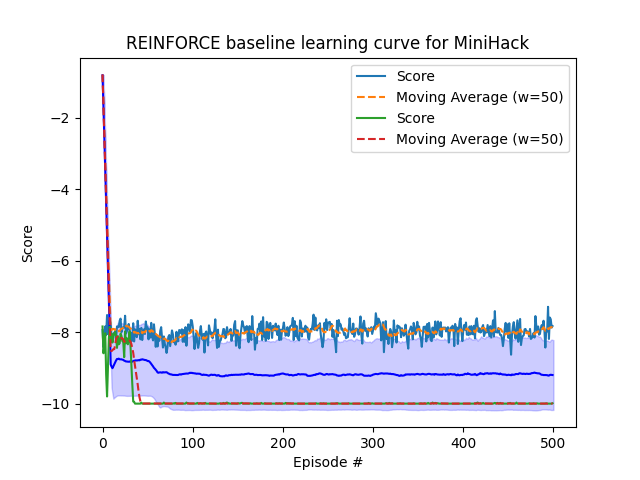 REINFORCE baseline learning curve for MiniHack
Score
Moving Average (w=50)
Score
Moving Average (w=50)
Score
−2
−4
−6
−8
−10
0 100 200 300 400 500
Episode #